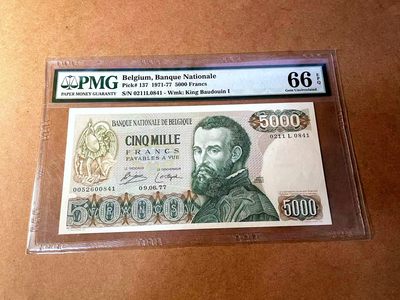 PMG
PAPER MONEY GUARANTY
Belgium, Banque Nationale
Pick# 137 1971-77 5000 Francs
S/N 0211L0841 - Wmk: King Baudouin I
66 EPQ
Gem Uncirculated
BANQUE NATIONALE DE BELGIQUE
5000
0211 L 0841
CINQ MILLE
FRANCS
PAYABLES A VUE
0052600841
09.06.77
5000